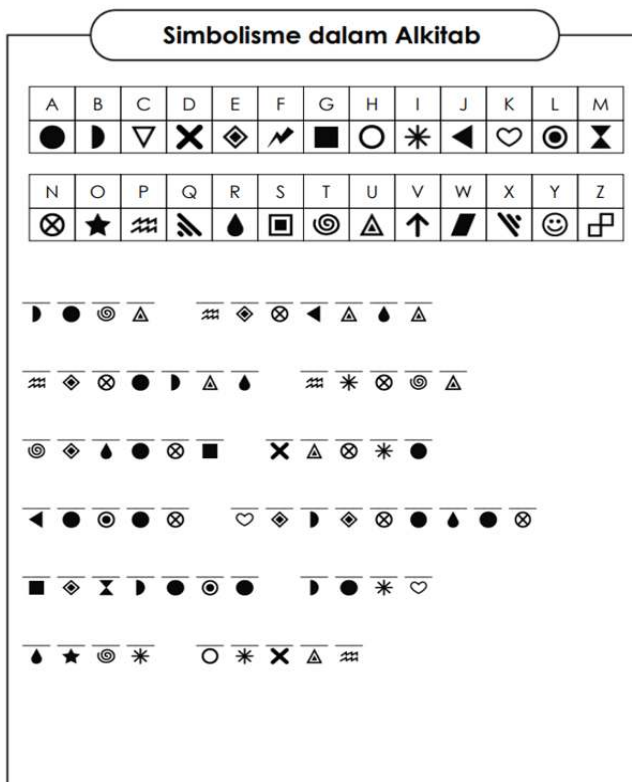 Simbolisme dalam Alkitab
A B C D E F G H I J K L M
N O P Q R S T U V W X Y Z